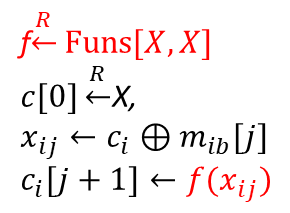 f ←R Funs[X, X]
c[0] ←R X,
x_ij ← c_i ⊕ m_ib[j]
c_i[j + 1] ← f(x_ij)